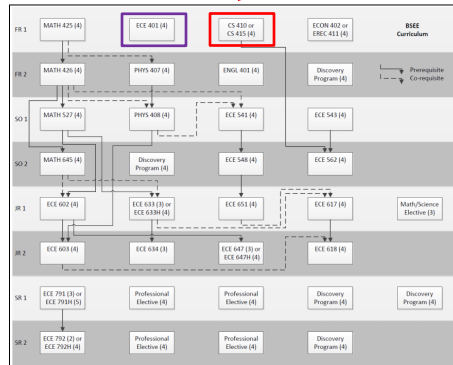 FR 1
MATH 425 (4)
ECE 401 (4)
CS 410 or
CS 415 (4)
ECON 402 or
EREC 411 (4)
BSEE
Curriculum
FR 2
MATH 426 (4)
PHYS 407 (4)
ENGL 401 (4)
Discovery
Program (4)
Prerequisite
Co-requisite
SO 1
MATH 527 (4)
PHYS 408 (4)
ECE 541 (4)
ECE 543 (4)
SO 2
MATH 645 (4)
Discovery
Program (4)
ECE 548 (4)
ECE 562 (4)
JR 1
ECE 602 (4)
ECE 633 (3) or
ECE 633H (4)
ECE 651 (4)
ECE 617 (4)
Math/Science
Elective (3)
JR 2
ECE 603 (4)
ECE 634 (3)
ECE 647 (3) or
ECE 647H (4)
ECE 618 (4)
SR 1
ECE 791 (3) or
ECE 791H (5)
Professional
Elective (4)
Professional
Elective (4)
Discovery
Program (4)
Discovery
Program (4)
SR 2
ECE 792 (2) or
ECE 792H (4)
Professional
Elective (4)
Professional
Elective (4)
Discovery
Program (4)